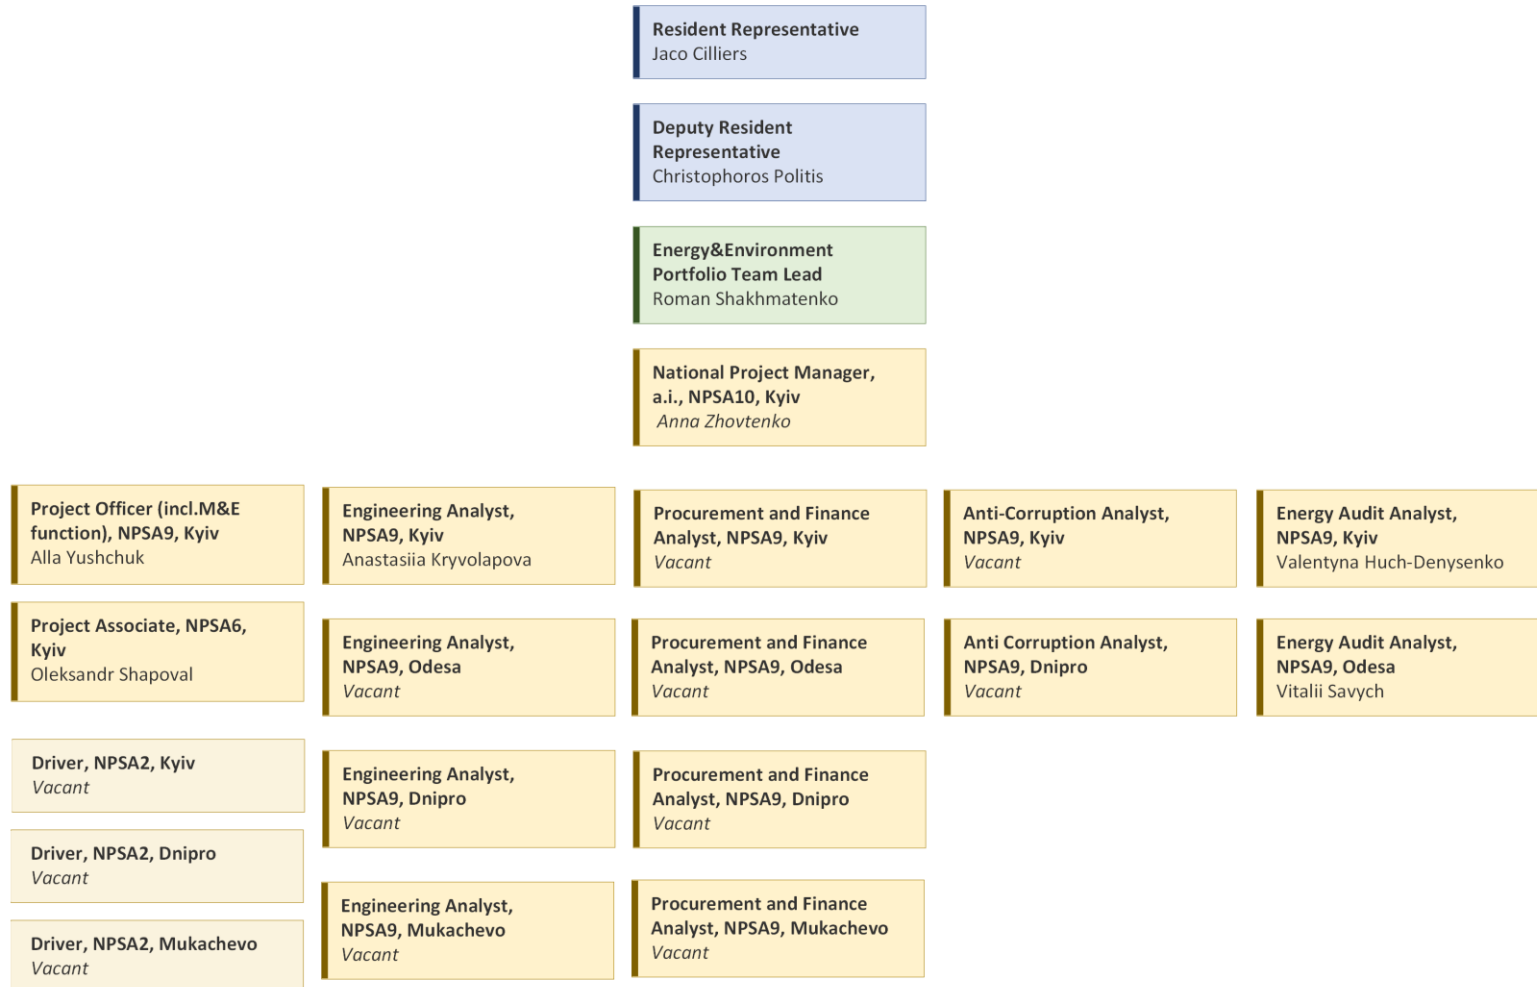 Resident Representative
Jaco Cilliers
Deputy Resident
Representative
Christophoros Politis
Energy&Environment
Portfolio Team Lead
Roman Shakhmatenko
National Project Manager,
a.i., NPSA10, Kyiv
Anna Zhovtenko
Project Officer (incl.M&E
function), NPSA9, Kyiv
Alla Yushchuk
Engineering Analyst,
NPSA9, Kyiv
Anastasiia Kryvolapova
Procurement and Finance
Analyst, NPSA9, Kyiv
Vacant
Anti-Corruption Analyst,
NPSA9, Kyiv
Vacant
Energy Audit Analyst,
NPSA9, Kyiv
Valentyna Huch-Denysenko
Project Associate, NPSA6,
Kyiv
Oleksandr Shapoval
Engineering Analyst,
NPSA9, Odesa
Vacant
Procurement and Finance
Analyst, NPSA9, Odesa
Vacant
Anti Corruption Analyst,
NPSA9, Dnipro
Vacant
Energy Audit Analyst,
NPSA9, Odesa
Vitalii Savych
Driver, NPSA2, Kyiv
Vacant
Engineering Analyst,
NPSA9, Dnipro
Vacant
Procurement and Finance
Analyst, NPSA9, Dnipro
Vacant
Driver, NPSA2, Dnipro
Vacant
Engineering Analyst,
NPSA9, Mukachevo
Vacant
Procurement and Finance
Analyst, NPSA9, Mukachevo
Vacant
Driver, NPSA2, Mukachevo
Vacant